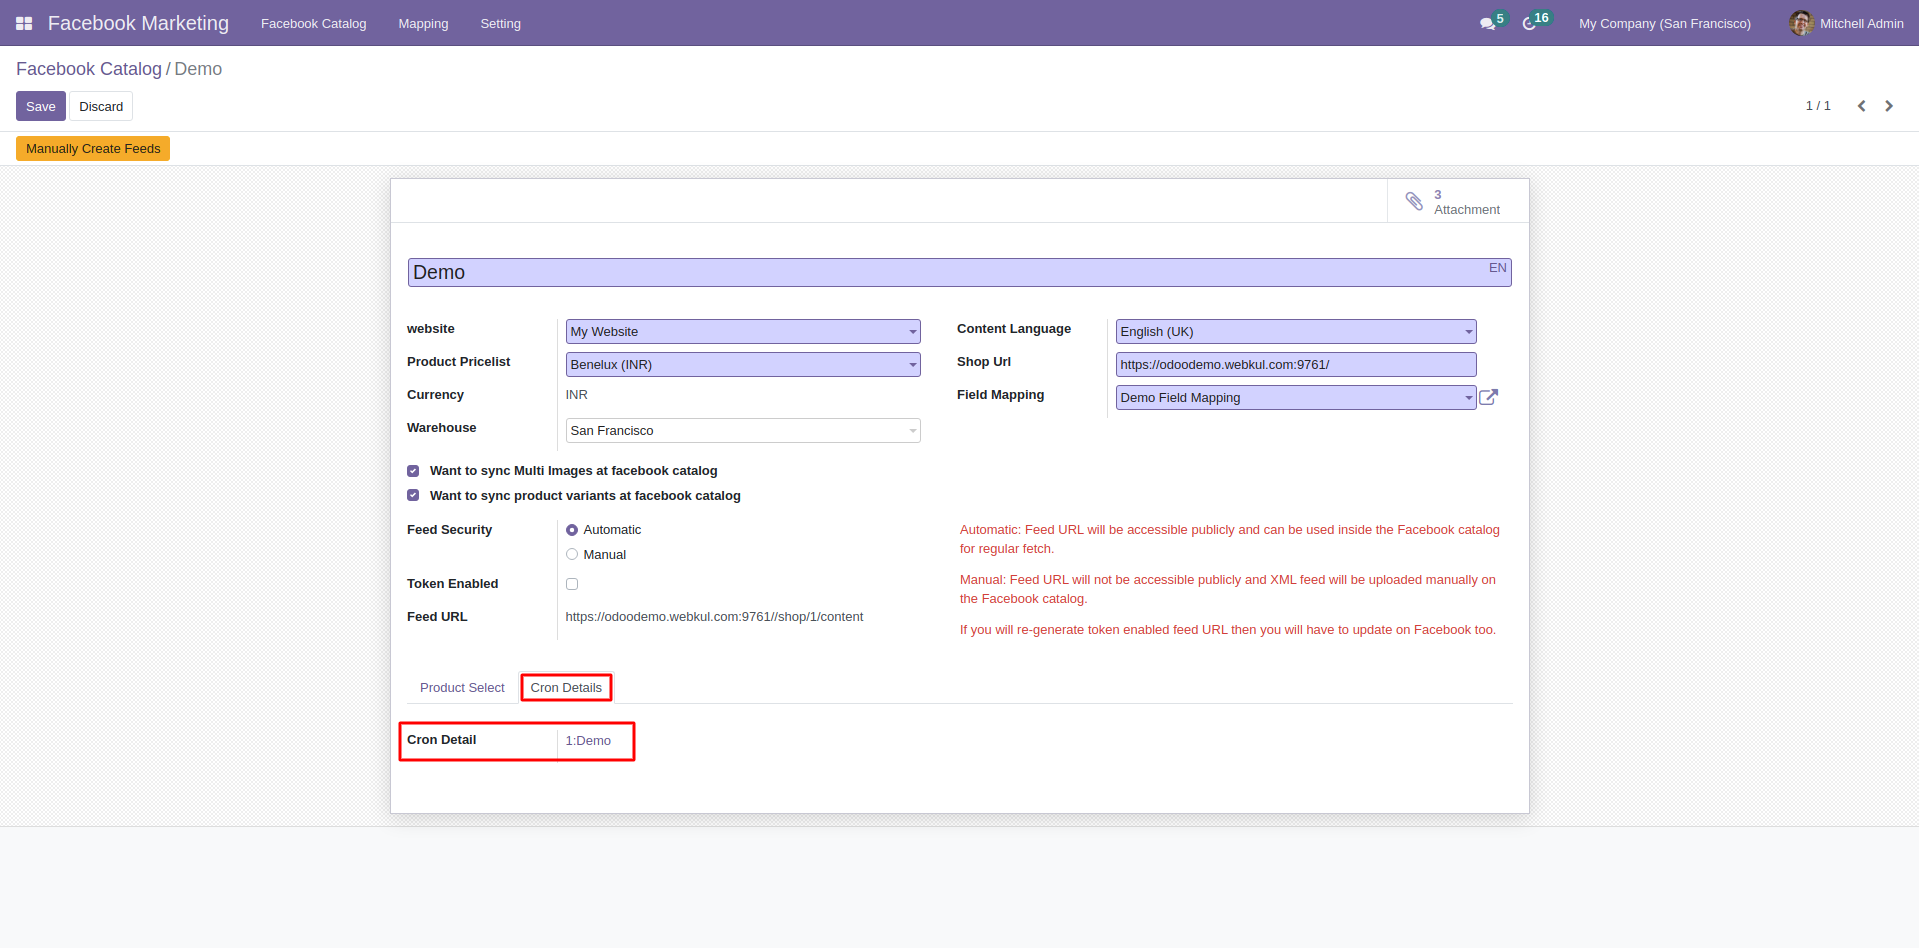 Facebook Marketing Facebook Catalog Mapping Setting 5 16 My Company (San Francisco) Mitchell Admin
Facebook Catalog / Demo
Save Discard 1 / 1
Manually Create Feeds
3
Attachment
Demo EN
website My Website Content Language English (UK)
Product Pricelist Benelux (INR) Shop Url https://odoodemo.webkul.com:9761/
Currency INR Field Mapping Demo Field Mapping
Warehouse San Francisco
Want to sync Multi Images at facebook catalog
Want to sync product variants at facebook catalog
Feed Security Automatic
Manual
Token Enabled
Feed URL https://odoodemo.webkul.com:9761//shop/1/content
Automatic: Feed URL will be accessible publicly and can be used inside the Facebook catalog
for regular fetch.
Manual: Feed URL will not be accessible publicly and XML feed will be uploaded manually on
the Facebook catalog.
If you will re-generate token enabled feed URL then you will have to update on Facebook too.
Product Select Cron Details
Cron Detail 1:Demo